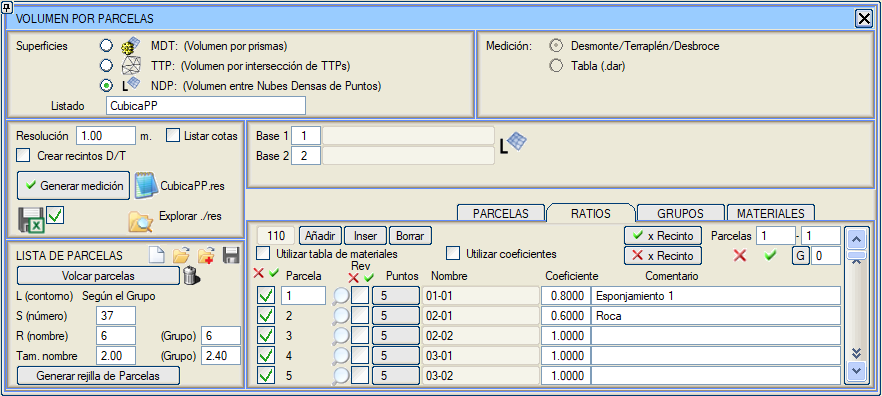 VOLUMEN POR PARCELAS
Superficies
MDT: (Volumen por prismas)
TTP: (Volumen por intersección de TTPs)
L NDP: (Volumen entre Nubes Densas de Puntos)
Listado CubicaPP
Medición: Desmonte/Terraplén/Desbroce
Tabla (.dar)
Resolución 1.00 m. Listar cotas
Crear recintos D/T
Generar medición CubicaPP.res
Explorar ./res
Base 1 1
Base 2 2
L
LISTA DE PARCELAS
Volcar parcelas
L (contorno) Según el Grupo
S (número) 37
R (nombre) 6 (Grupo) 6
Tam. nombre 2.00 (Grupo) 2.40
Generar rejilla de Parcelas
PARCELAS RATIOS GRUPOS MATERIALES
110 Añadir Inser Borrar x Recinto Parcelas 1 - 1
Utilizar tabla de materiales Utilizar coeficientes x Recinto G 0
Parcela Rev Puntos Nombre Coeficiente Comentario
1 5 01-01 0.8000 Esponjamiento 1
2 5 02-01 0.6000 Roca
3 5 02-02 1.0000
4 5 03-01 1.0000
5 5 03-02 1.0000